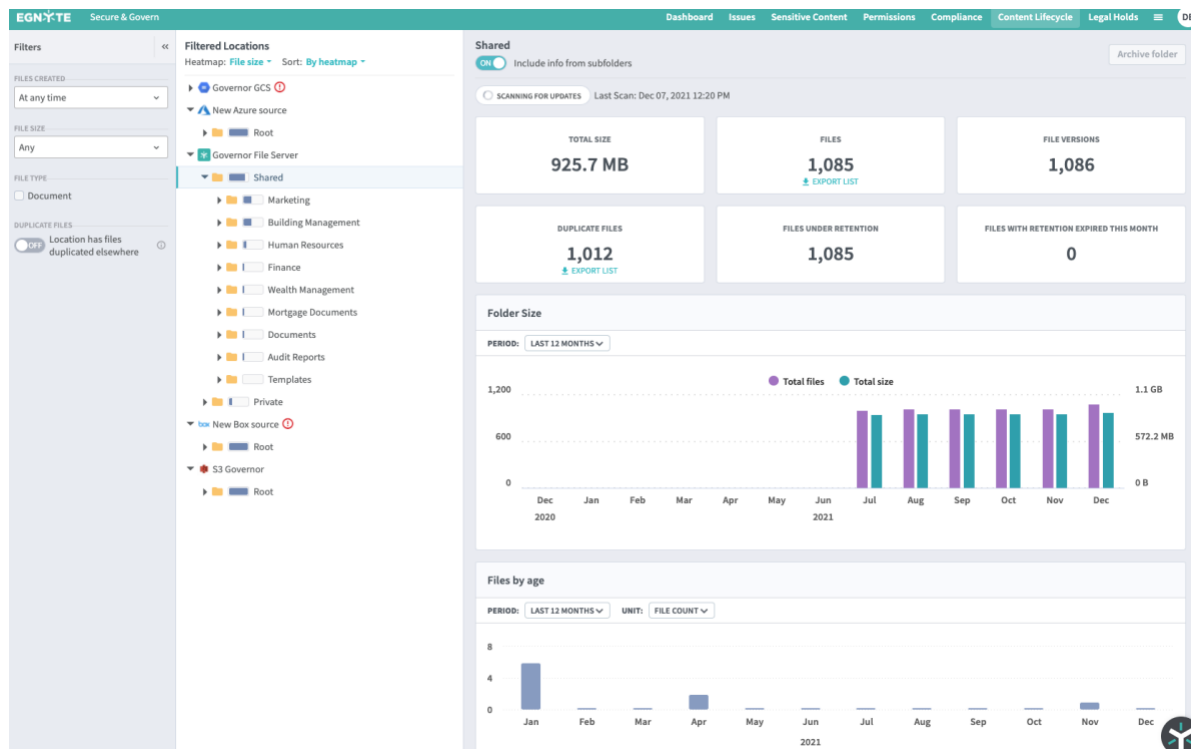 EGNYTE Secure & Govern Dashboard Issues Sensitive Content Permissions Compliance Content Lifecycle Legal Holds DE
Filters «
FILES CREATED
At any time
FILE SIZE
Any
FILE TYPE
Document
DUPLICATE FILES
OFF Location has files
duplicated elsewhere
Filtered Locations
Heatmap: File size Sort: By heatmap
Governor GCS
New Azure source
Root
Governor File Server
Shared
Marketing
Building Management
Human Resources
Finance
Wealth Management
Mortgage Documents
Documents
Audit Reports
Templates
Private
box New Box source
Root
S3 Governor
Root
Shared
ON Include info from subfolders
Archive folder
SCANNING FOR UPDATES Last Scan: Dec 07, 2021 12:20 PM
TOTAL SIZE
925.7 MB
FILES
1,085
EXPORT LIST
FILE VERSIONS
1,086
DUPLICATE FILES
1,012
EXPORT LIST
FILES UNDER RETENTION
1,085
FILES WITH RETENTION EXPIRED THIS MONTH
0
Folder Size
PERIOD: LAST 12 MONTHS
Total files Total size
1,200 1.1 GB
600 572.2 MB
0 0 B
Dec Jan Feb Mar Apr May Jun Jul Aug Sep Oct Nov Dec
2020 2021
Files by age
PERIOD: LAST 12 MONTHS UNIT: FILE COUNT
8
4
0
Jan Feb Mar Apr May Jun Jul Aug Sep Oct Nov Dec
2021